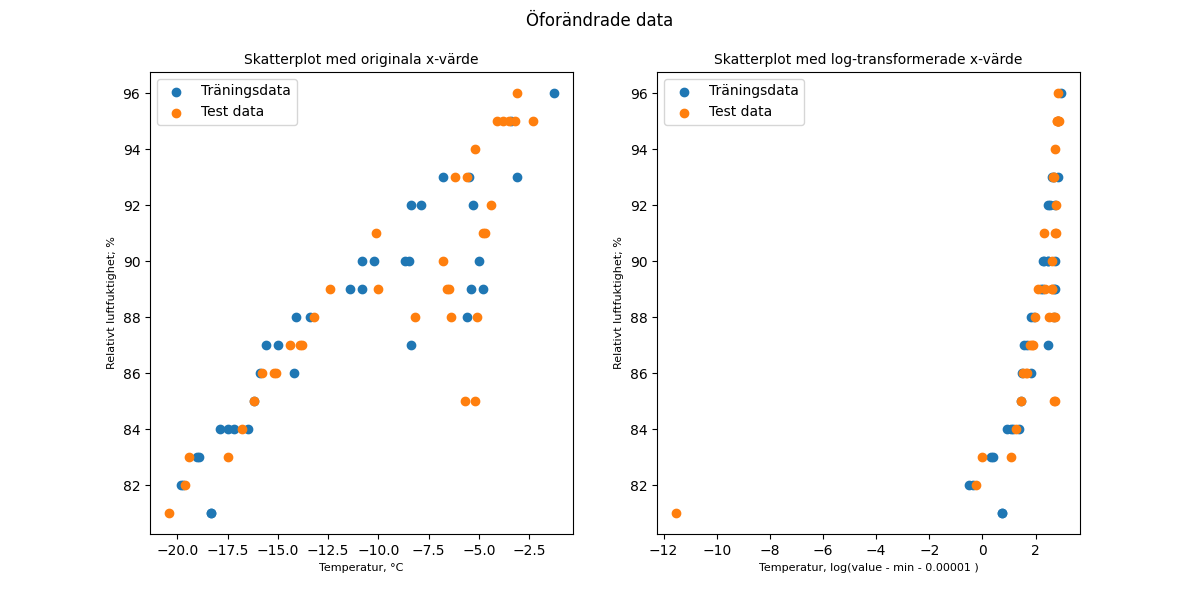 Öforändrade data
Skatterplot med originala x-värde
Träningsdata
Test data
96
94
92
90
88
86
84
82
Relativt luftfuktighet; %
−20.0 −17.5 −15.0 −12.5 −10.0 −7.5 −5.0 −2.5
Temperatur, °C
Skatterplot med log-transformerade x-värde
Träningsdata
Test data
96
94
92
90
88
86
84
82
Relativt luftfuktighet; %
−12 −10 −8 −6 −4 −2 0 2
Temperatur, log(value - min - 0.00001 )